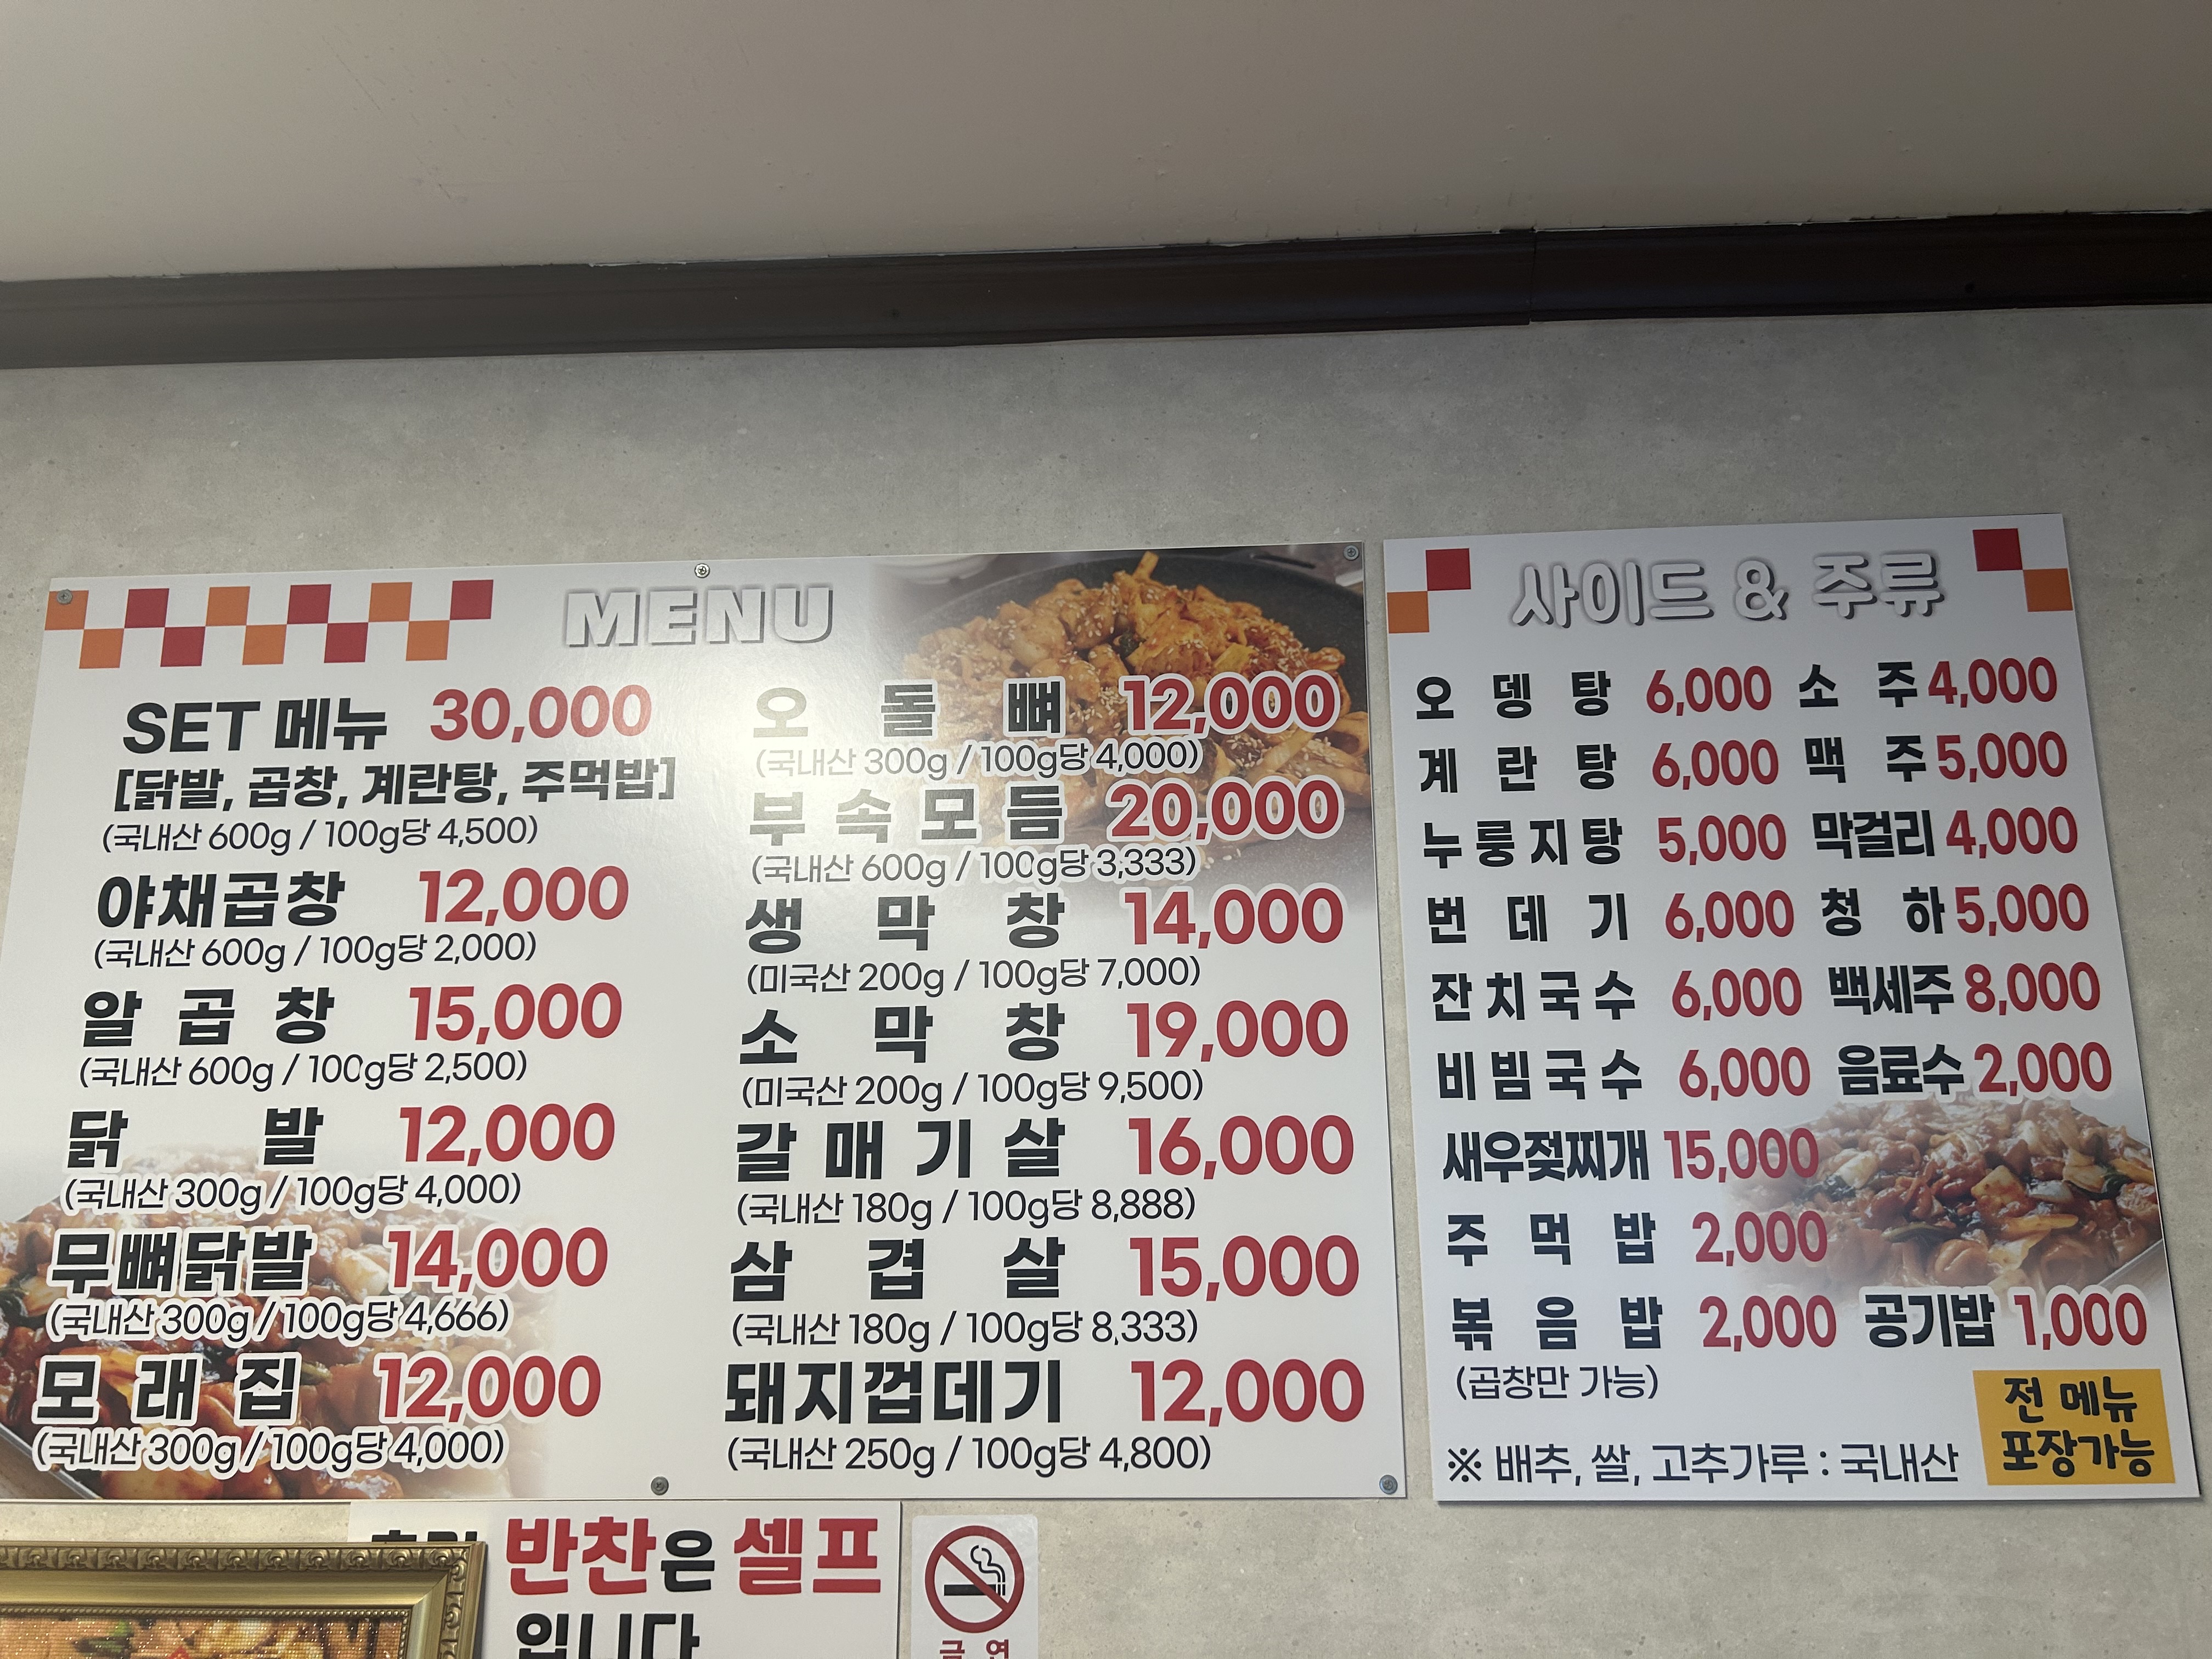 MENU
SET 메뉴 30,000
[닭발, 곱창, 계란탕, 주먹밥]
(국내산 600g / 100g당 4,500)
야채곱창 12,000
(국내산 600g / 100g당 2,000)
알곱창 15,000
(국내산 600g / 100g당 2,500)
닭발 12,000
(국내산 300g / 100g당 4,000)
무뼈닭발 14,000
(국내산 300g / 100g당 4,666)
모래집 12,000
(국내산 300g / 100g당 4,000)
오돌뼈 12,000
(국내산 300g / 100g당 4,000)
부속모듬 20,000
(국내산 600g / 100g당 3,333)
생막창 14,000
(미국산 200g / 100g당 7,000)
소막창 19,000
(미국산 200g / 100g당 9,500)
갈매기살 16,000
(국내산 180g / 100g당 8,888)
삼겹살 15,000
(국내산 180g / 100g당 8,333)
돼지껍데기 12,000
(국내산 250g / 100g당 4,800)
사이드 & 주류
오뎅탕 6,000 소주 4,000
계란탕 6,000 맥주 5,000
누룽지탕 5,000 막걸리 4,000
번데기 6,000 청하 5,000
잔치국수 6,000 백세주 8,000
비빔국수 6,000 음료수 2,000
새우젖찌개 15,000
주먹밥 2,000
볶음밥 2,000 공기밥 1,000
(곱창만 가능)
※ 배추, 쌀, 고추가루 : 국내산
전 메뉴
포장가능
반찬은 셀프
입니다
금연